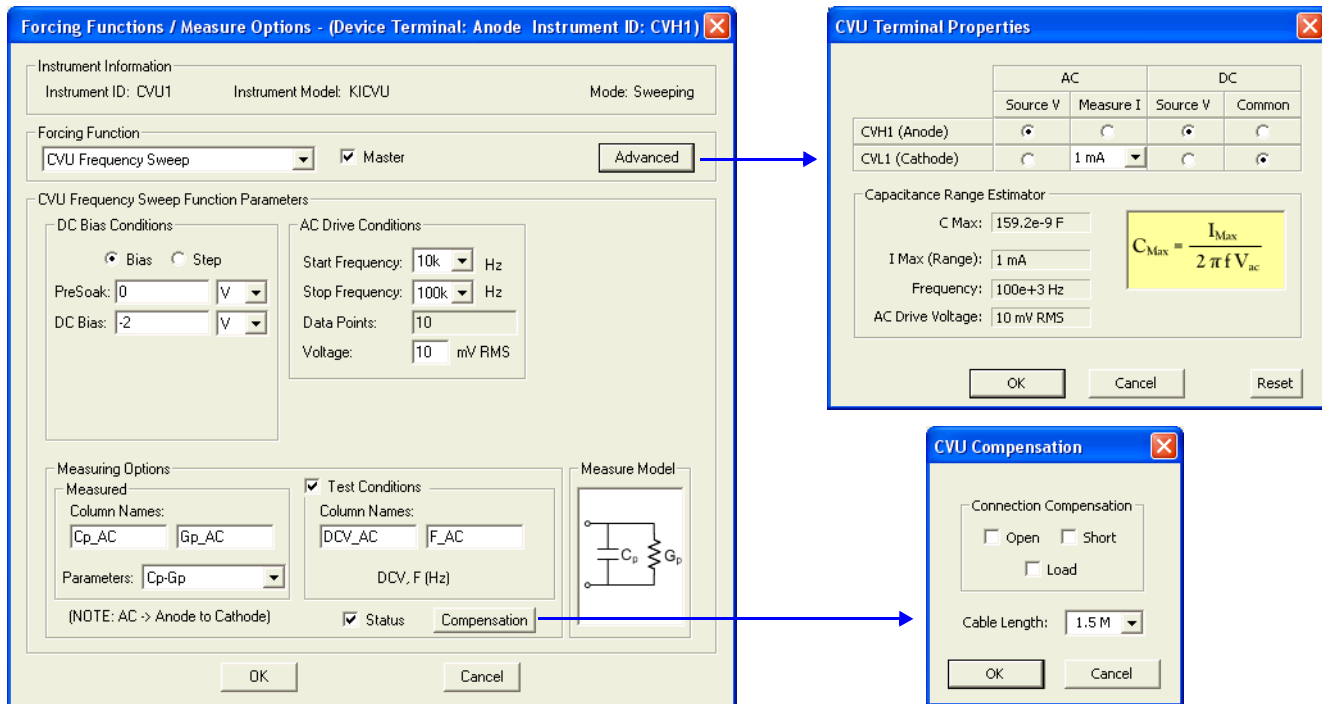 Forcing Functions / Measure Options - (Device Terminal: Anode Instrument ID: CVH1)
Instrument Information
Instrument ID: CVU1 Instrument Model: KICVU Mode: Sweeping
Forcing Function
CVU Frequency Sweep Master Advanced
CVU Frequency Sweep Function Parameters
DC Bias Conditions
Bias Step
PreSoak: 0 V
DC Bias: -2 V
AC Drive Conditions
Start Frequency: 10k Hz
Stop Frequency: 100k Hz
Data Points: 10
Voltage: 10 mV RMS
Measuring Options
Measured
Column Names:
Cp_AC Gp_AC
Parameters: Cp-Gp
(NOTE: AC -> Anode to Cathode)
Test Conditions
Column Names:
DCV_AC F_AC
DCV, F (Hz)
Status Compensation
Measure Model
Cp Gp
OK Cancel
CVU Terminal Properties
AC DC
Source V Measure I Source V Common
CVH1 (Anode)
CVL1 (Cathode) 1 mA
Capacitance Range Estimator
C Max: 159.2e-9 F
I Max (Range): 1 mA
Frequency: 100e+3 Hz
AC Drive Voltage: 10 mV RMS
CMax = IMax / 2 π f Vac
OK Cancel Reset
CVU Compensation
Connection Compensation
Open Short
Load
Cable Length: 1.5 M
OK Cancel